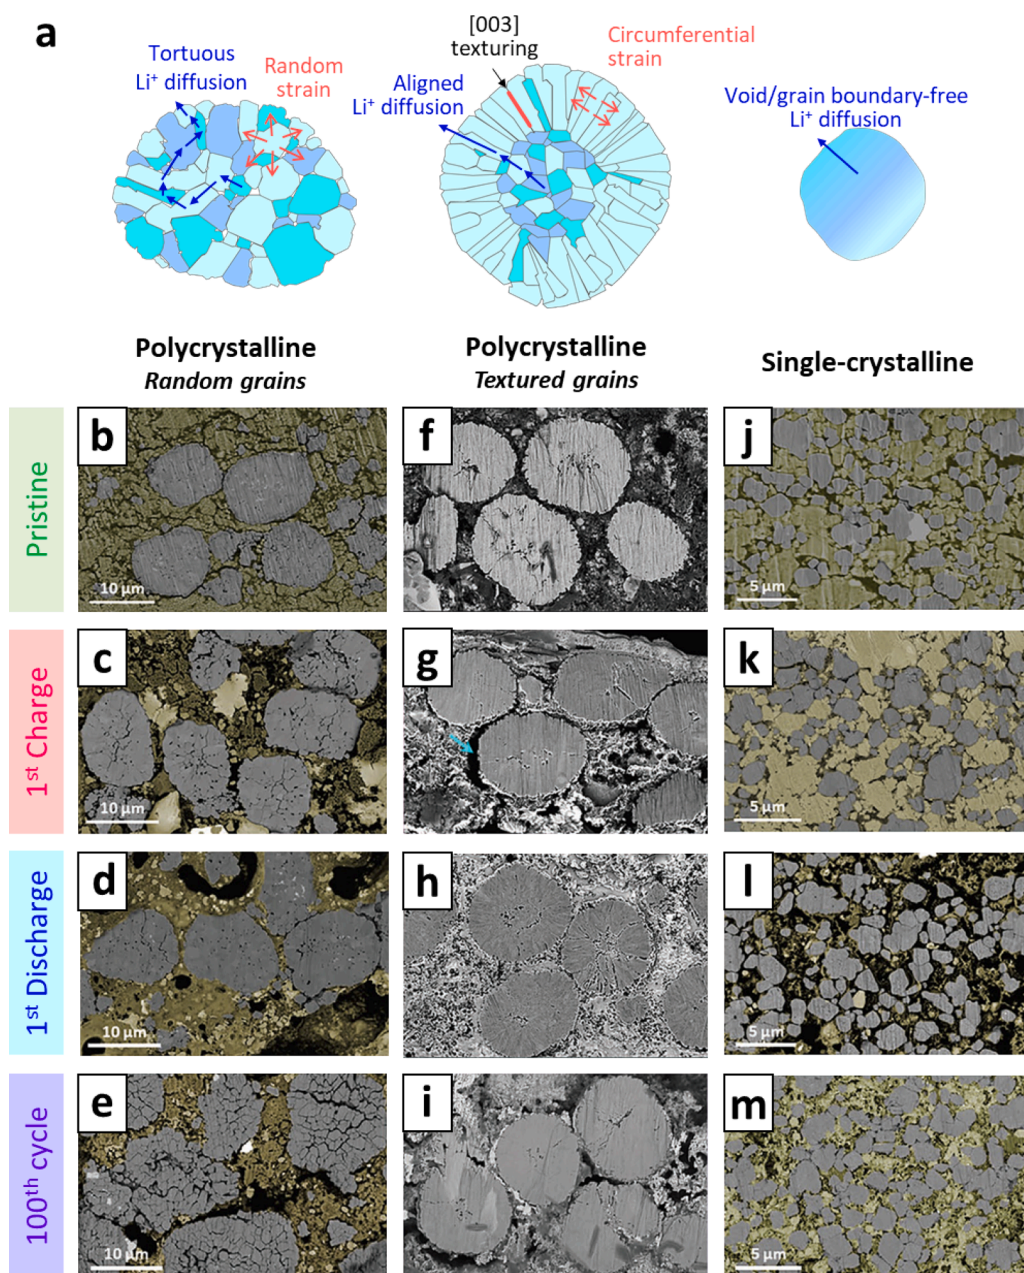 a
Tortuous
Li⁺ diffusion
Random
strain
[003]
texturing
Aligned
Li⁺ diffusion
Circumferential
strain
Void/grain boundary-free
Li⁺ diffusion
Polycrystalline
Random grains
Polycrystalline
Textured grains
Single-crystalline
Pristine
b
10 μm
f
j
5 μm
1st Charge
c
10 μm
g
k
5 μm
1st Discharge
d
10 μm
h
l
5 μm
100th cycle
e
10 μm
i
m
5 μm